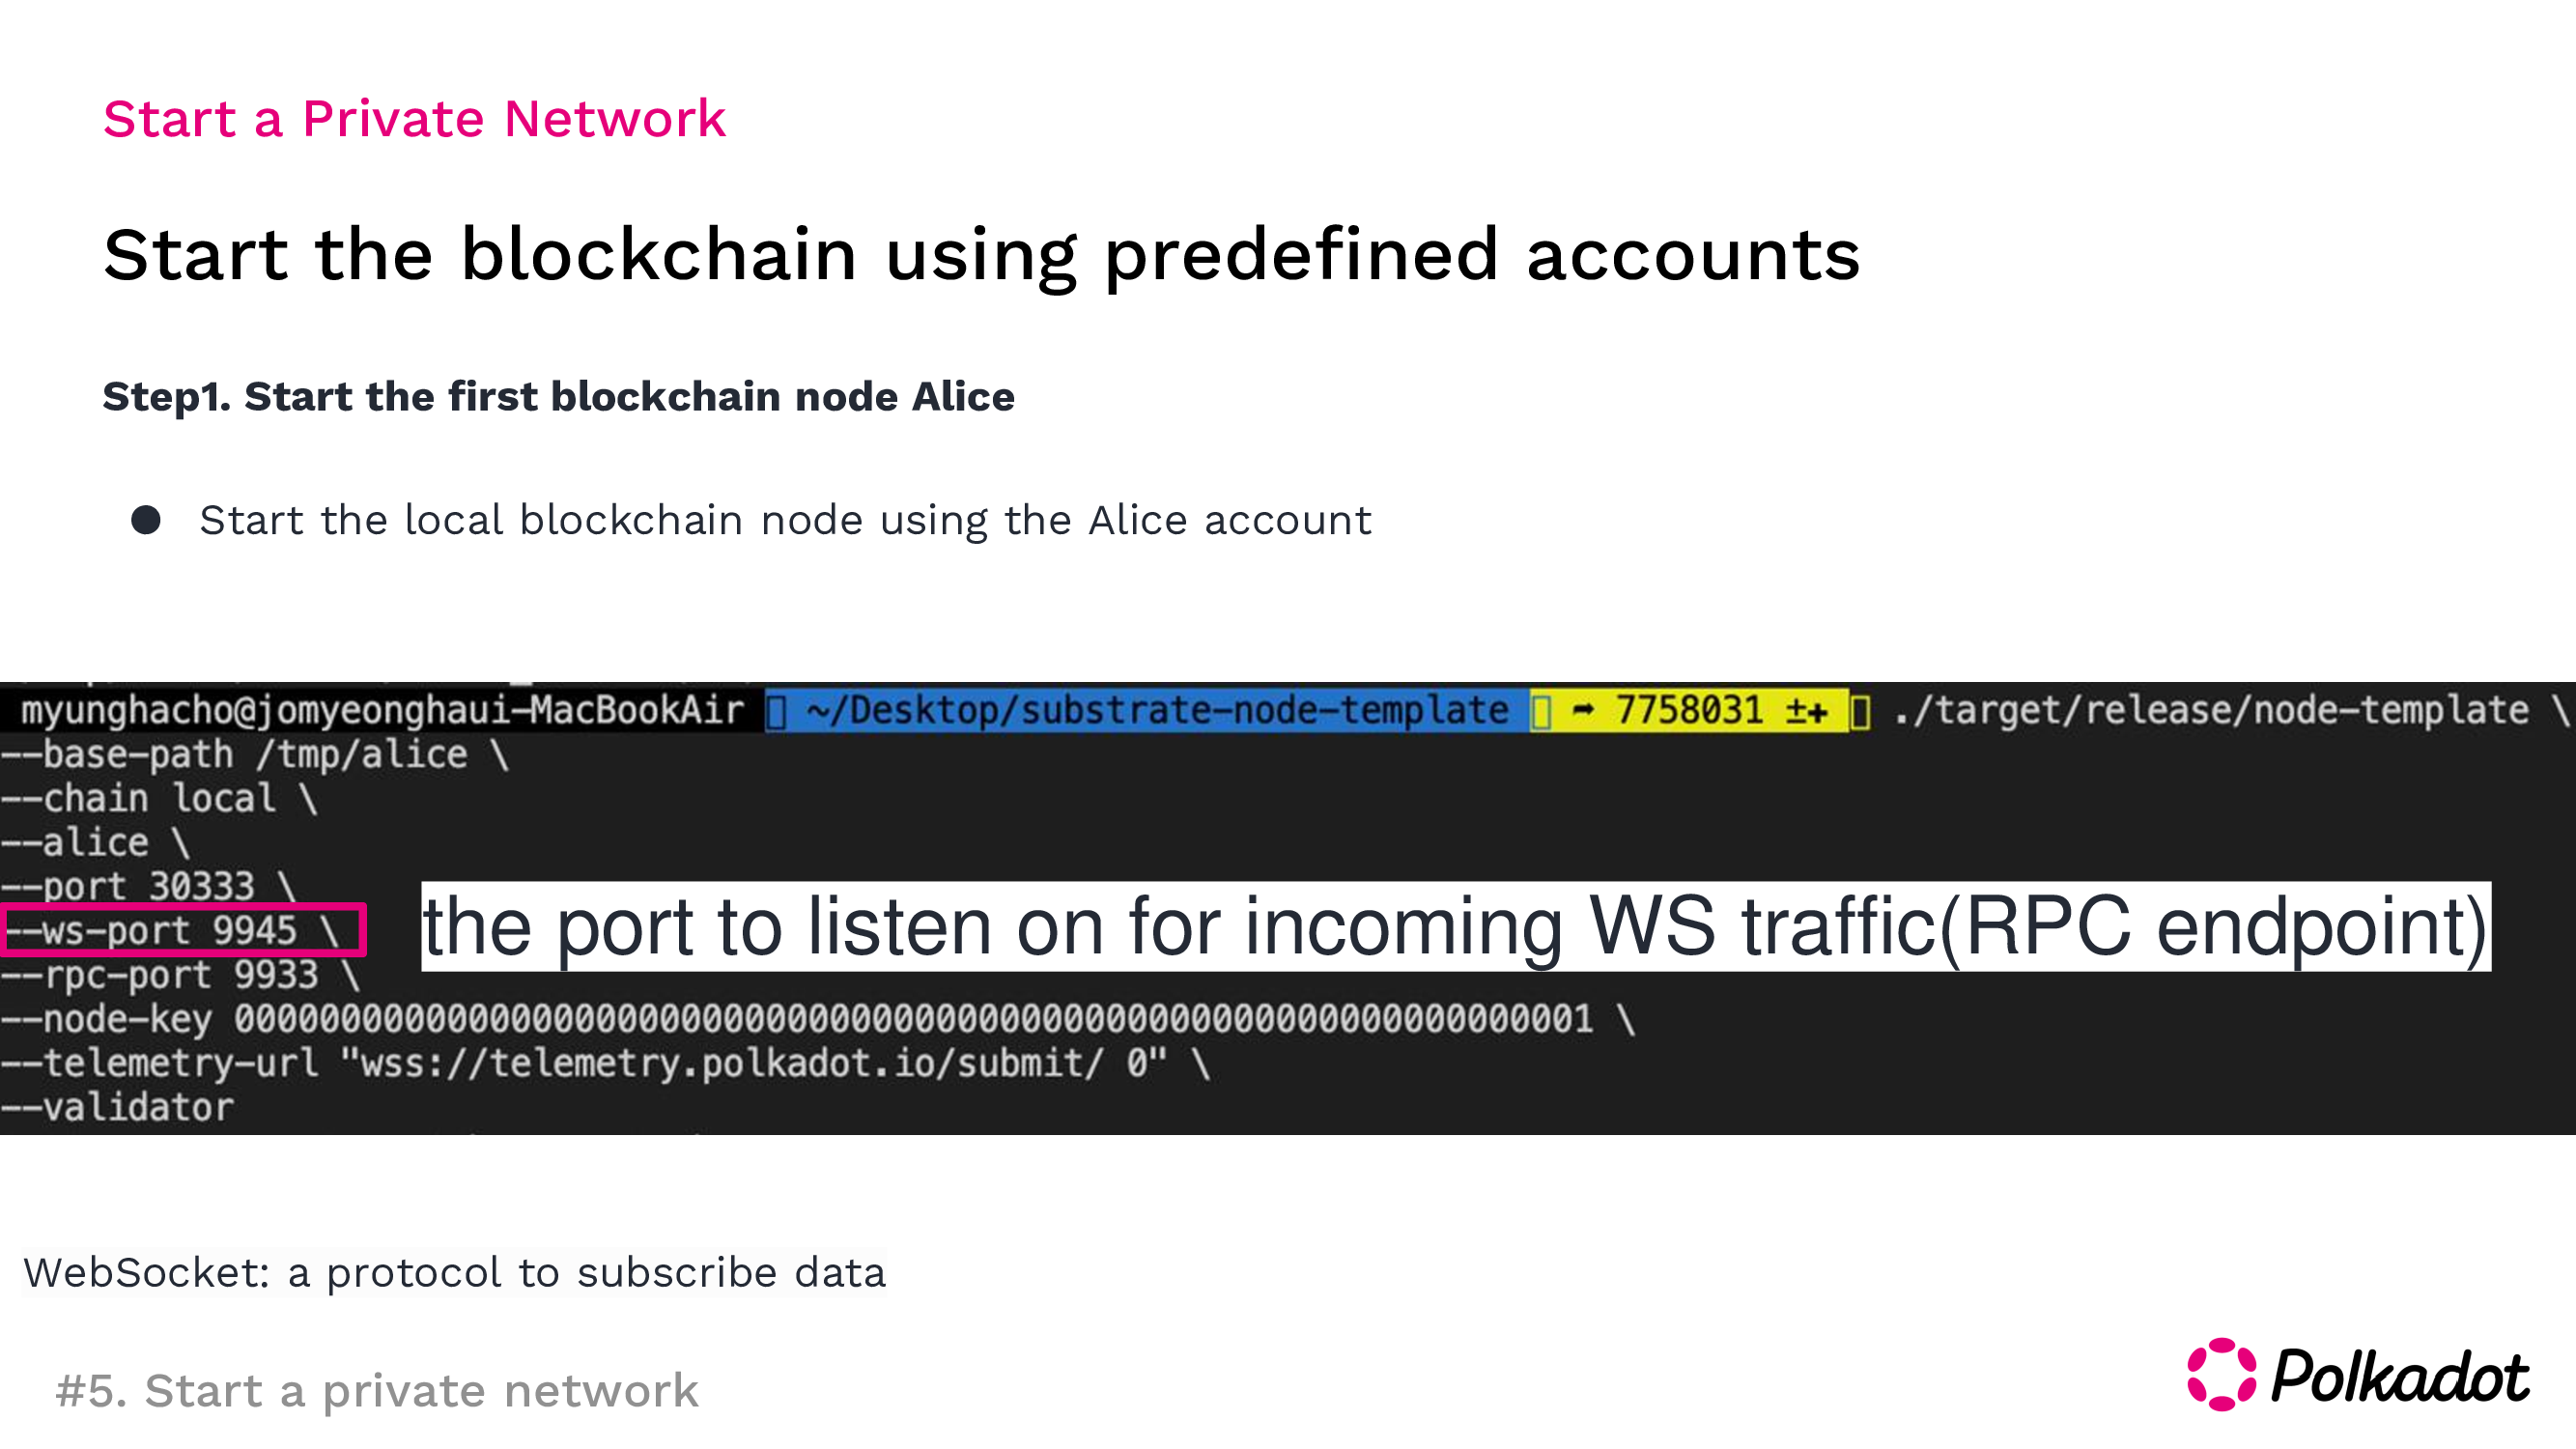 Start a Private Network
Start the blockchain using predefined accounts
Step1. Start the first blockchain node Alice
● Start the local blockchain node using the Alice account
myunghacho@jomyeonghaui-MacBookAir ~/Desktop/substrate-node-template ➦ 7758031 ±✚ ./target/release/node-template \
--base-path /tmp/alice \
--chain local \
--alice \
--port 30333 \
--ws-port 9945 \
the port to listen on for incoming WS traffic(RPC endpoint)
--rpc-port 9933 \
--node-key 0000000000000000000000000000000000000000000000000000000000000001 \
--telemetry-url "wss://telemetry.polkadot.io/submit/ 0" \
--validator
WebSocket: a protocol to subscribe data
#5. Start a private network
Polkadot